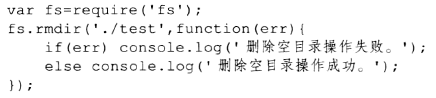 var fs=require('fs');
fs.rmdir('./test',function(err){
    if(err) console.log('删除空目录操作失败。');
    else console.log('删除空目录操作成功。');
});